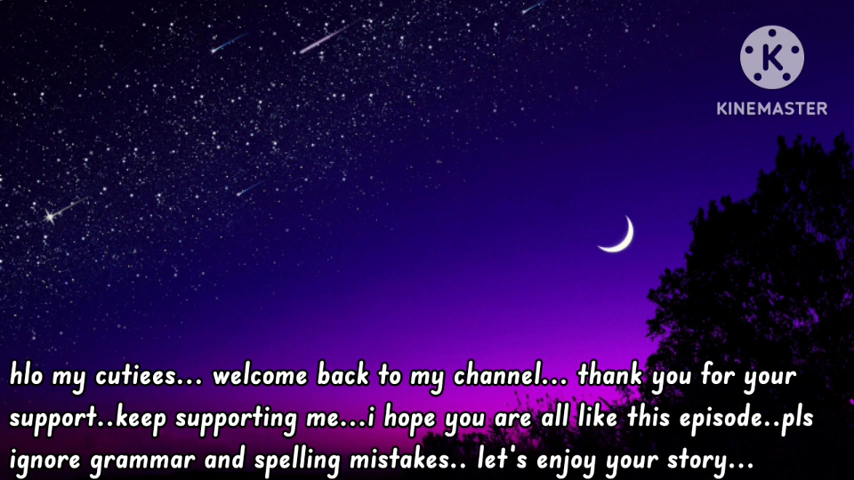 K
KINEMASTER
hlo my cutiees... welcome back to my channel... thank you for your
support..keep supporting me...i hope you are all like this episode..pls
ignore grammar and spelling mistakes.. let's enjoy your story...